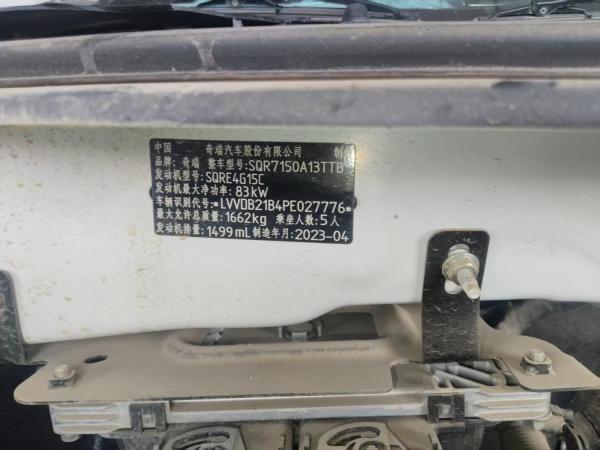 中国 奇瑞汽车股份有限公司 制
品牌: 奇瑞 整车型号:SQR7150A13TTB
发动机型号:SQRE4G15C
发动机最大净功率: 83kW
车辆识别代号:*LVVDB21B4PE027776*
最大允许总质量:1662kg 乘坐人数:5人
发动机排量:1499mL 制造年月:2023-04